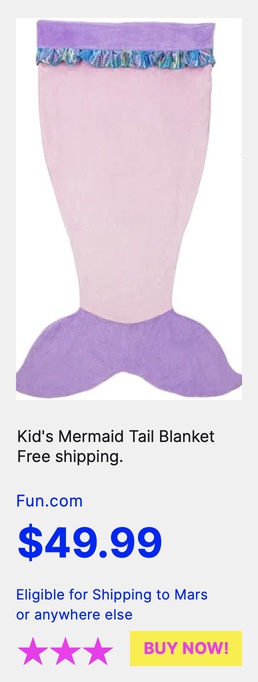 Kid's Mermaid Tail Blanket
Free shipping.
Fun.com
$49.99
Eligible for Shipping to Mars
or anywhere else
BUY NOW!